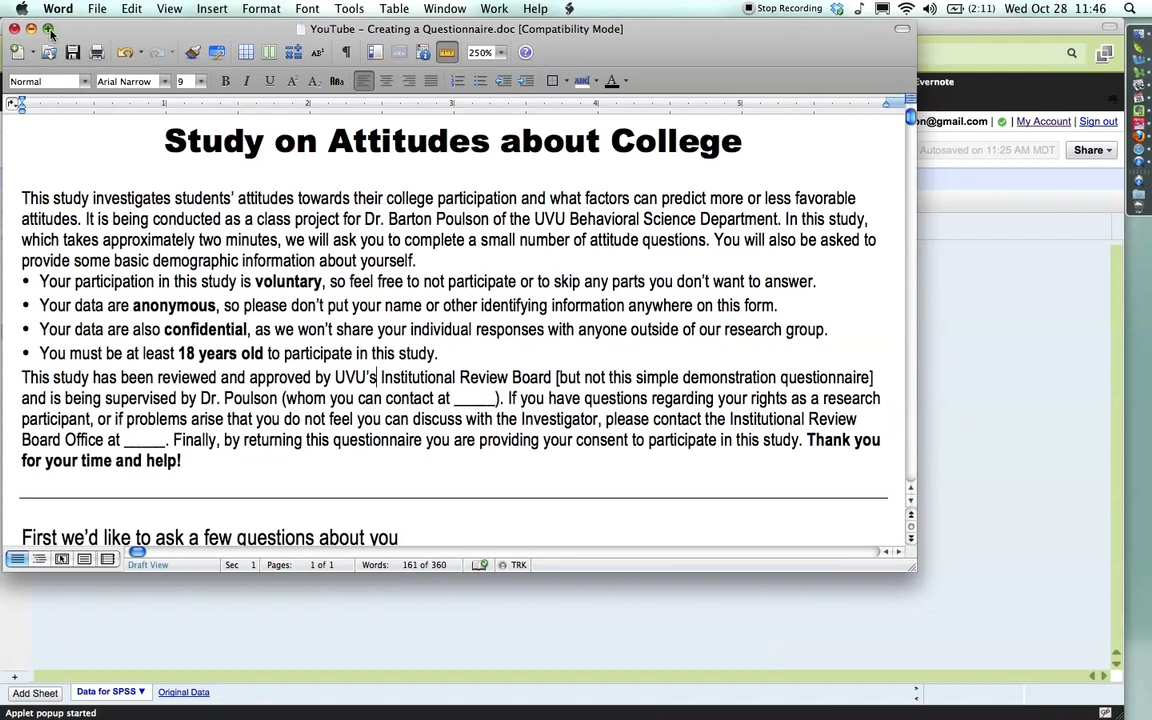 Word File Edit View Insert Format Font Tools Table Window Work Help Stop Recording (2:11) Wed Oct 28 11:46
YouTube – Creating a Questionnaire.doc [Compatibility Mode]
250%
Normal Arial Narrow 9 B I U A² A₂ Aa
1 2 3 4 5
Evernote
on@gmail.com | My Account | Sign out
Autosaved on 11:25 AM MDT Share
Study on Attitudes about College
This study investigates students’ attitudes towards their college participation and what factors can predict more or less favorable
attitudes. It is being conducted as a class project for Dr. Barton Poulson of the UVU Behavioral Science Department. In this study,
which takes approximately two minutes, we will ask you to complete a small number of attitude questions. You will also be asked to
provide some basic demographic information about yourself.
• Your participation in this study is voluntary, so feel free to not participate or to skip any parts you don’t want to answer.
• Your data are anonymous, so please don’t put your name or other identifying information anywhere on this form.
• Your data are also confidential, as we won’t share your individual responses with anyone outside of our research group.
• You must be at least 18 years old to participate in this study.
This study has been reviewed and approved by UVU’s Institutional Review Board [but not this simple demonstration questionnaire]
and is being supervised by Dr. Poulson (whom you can contact at _____). If you have questions regarding your rights as a research
participant, or if problems arise that you do not feel you can discuss with the Investigator, please contact the Institutional Review
Board Office at _____. Finally, by returning this questionnaire you are providing your consent to participate in this study. Thank you
for your time and help!
First we’d like to ask a few questions about you
Draft View Sec 1 Pages: 1 of 1 Words: 161 of 360 TRK
+
Add Sheet Data for SPSS ▼ Original Data
Applet popup started